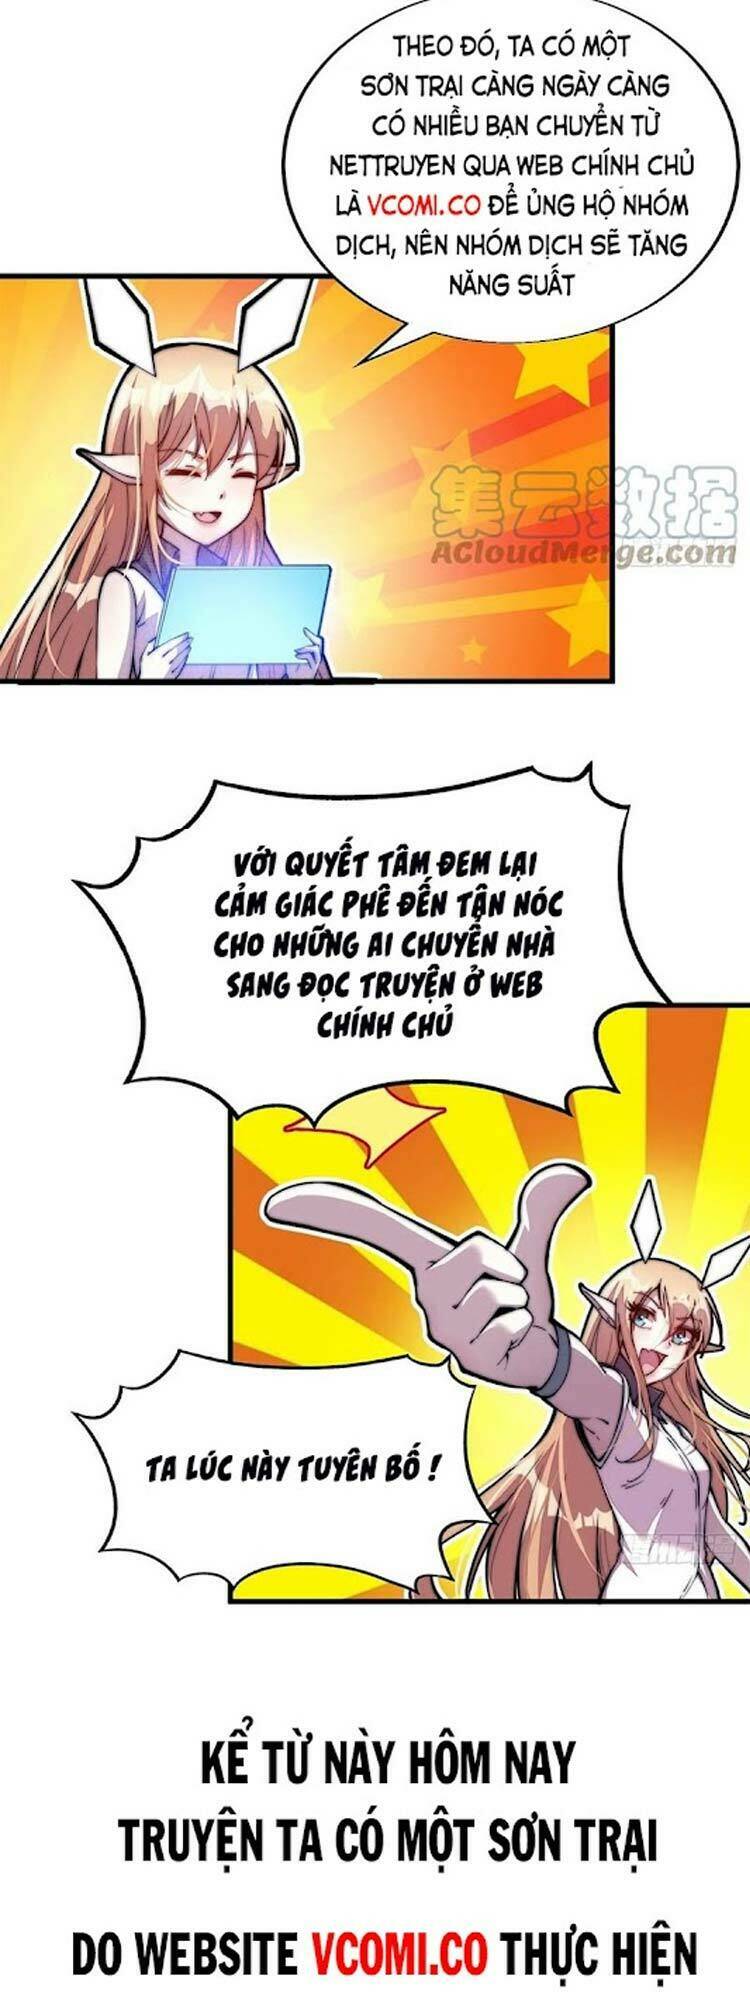 THEO ĐÓ, TA CÓ MỘT
SƠN TRẠI CÀNG NGÀY CÀNG
CÓ NHIỀU BẠN CHUYỂN TỪ
NETTRUYEN QUA WEB CHÍNH CHỦ
LÀ VCOMI.CO ĐỂ ỦNG HỘ NHÓM
DỊCH, NÊN NHÓM DỊCH SẼ TĂNG
NĂNG SUẤT
集云数据
ACloudMerge.com
VỚI QUYẾT TÂM ĐEM LẠI
CẢM GIÁC PHÊ ĐẾN TẬN NÓC
CHO NHỮNG AI CHUYỂN NHÀ
SANG ĐỌC TRUYỆN Ở WEB
CHÍNH CHỦ
TA LÚC NÀY TUYÊN BỐ !
KỂ TỪ NÀY HÔM NAY
TRUYỆN TA CÓ MỘT SƠN TRẠI
DO WEBSITE VCOMI.CO THỰC HIỆN